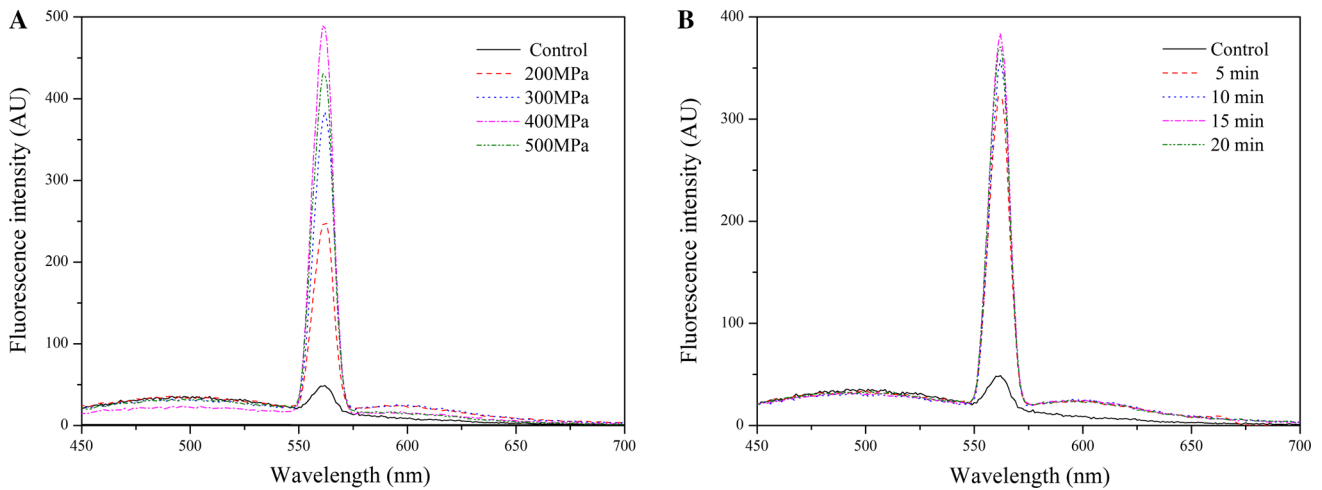 A
Fluorescence intensity (AU)
500
400
300
200
100
0
Control
200MPa
300MPa
400MPa
500MPa
450
500
550
600
650
700
Wavelength (nm)
B
Fluorescence intensity (AU)
400
300
200
100
0
Control
5 min
10 min
15 min
20 min
450
500
550
600
650
700
Wavelength (nm)